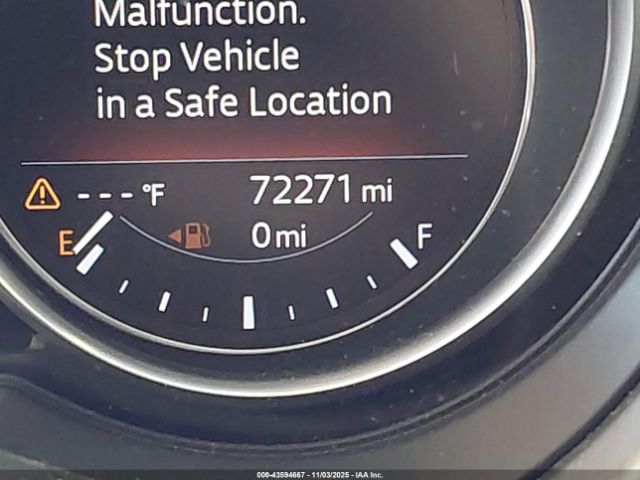 Malfunction.
Stop Vehicle
in a Safe Location
--- °F 72271 mi
E 0 mi F
000-43594667 - 11/03/2025 - IAA Inc.